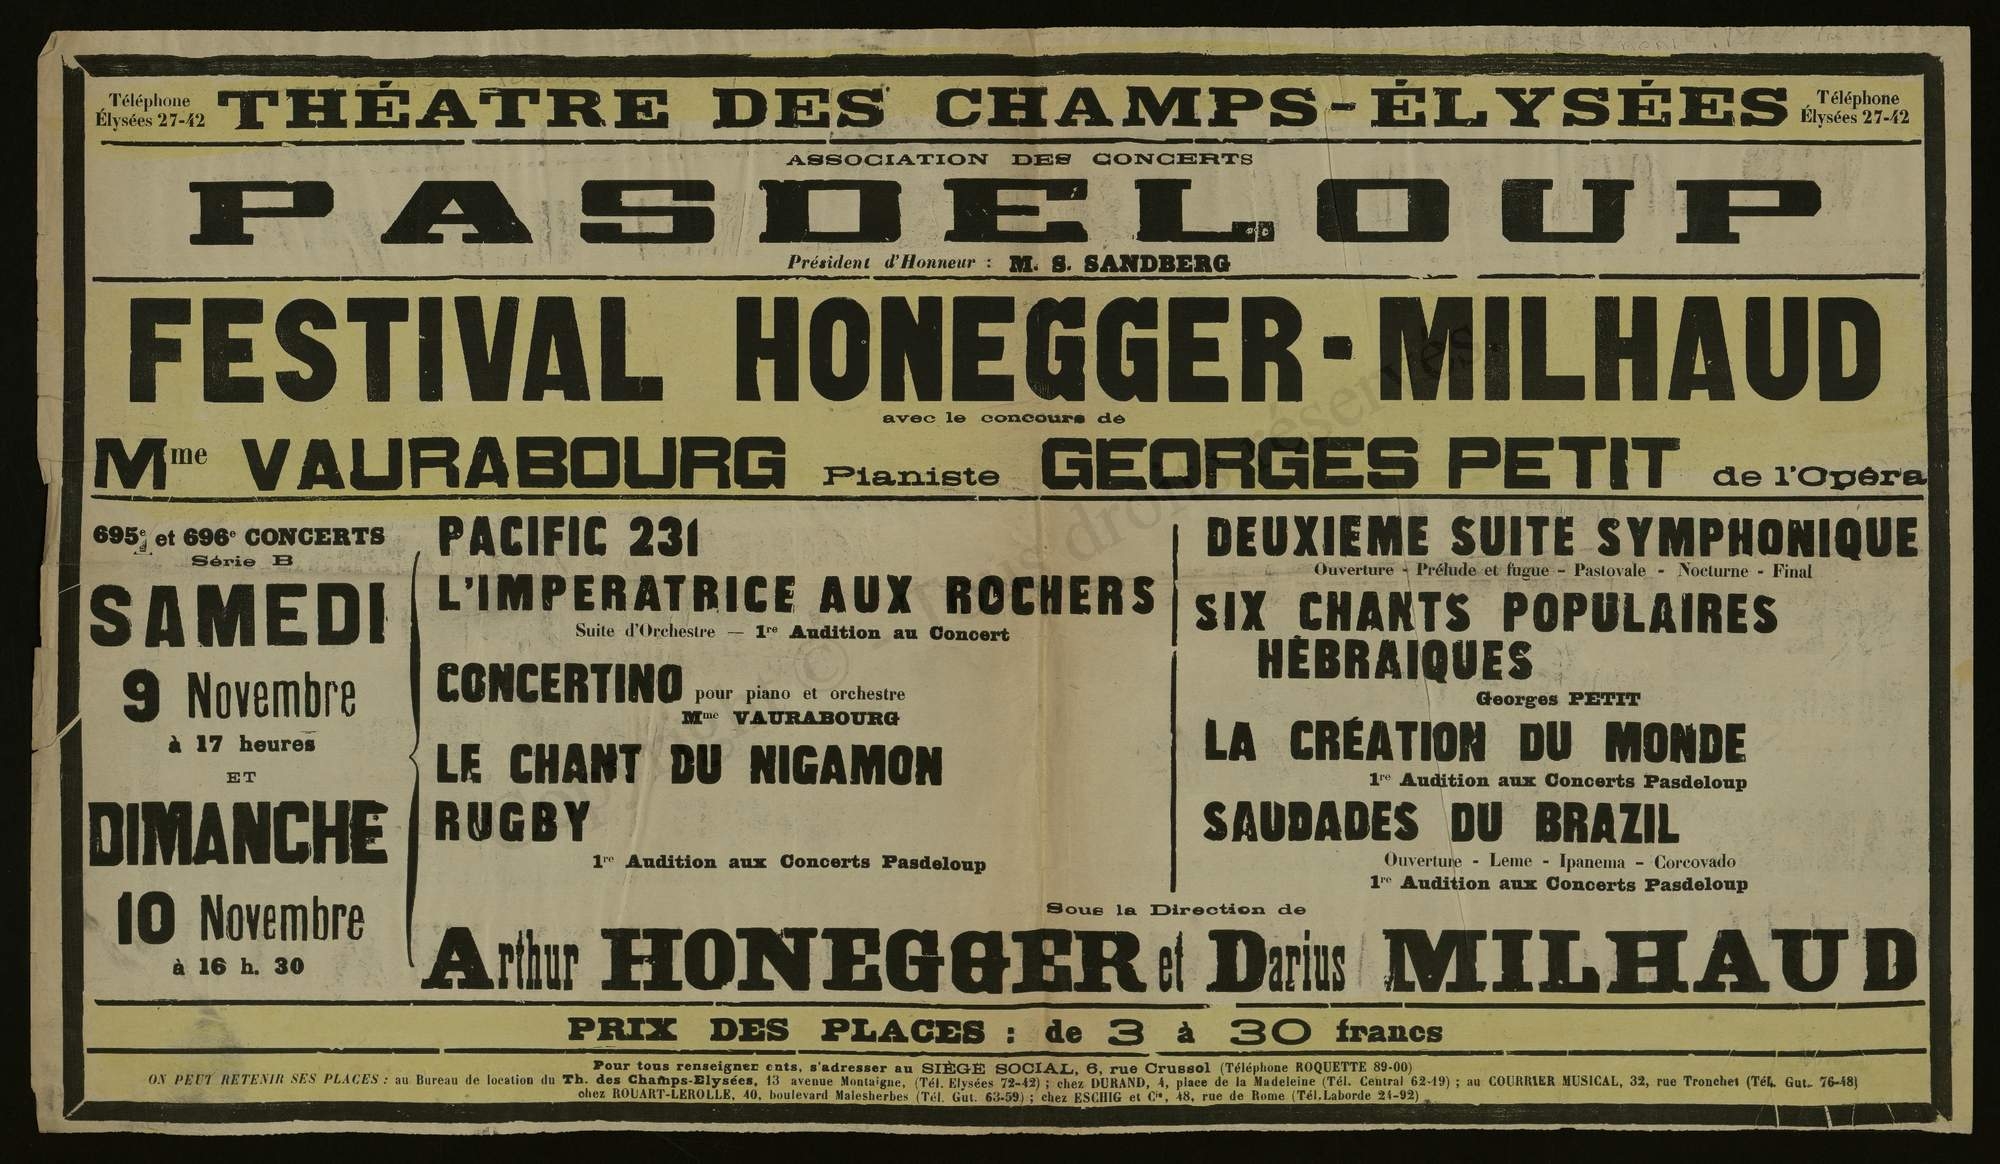 Téléphone
Élysées 27-42
THÉATRE DES CHAMPS-ÉLYSÉES
Téléphone
Élysées 27-42
ASSOCIATION DES CONCERTS
PASDELOUP
Président d'Honneur : M. S. SANDBERG
FESTIVAL HONEGGER-MILHAUD
avec le concours de
Mme VAURABOURG Pianiste GEORGES PETIT de l'Opéra
695e et 696e CONCERTS
Série B
SAMEDI
9 Novembre
à 17 heures
ET
DIMANCHE
10 Novembre
à 16 h. 30
PACIFIC 231
L'IMPERATRICE AUX ROCHERS
Suite d'Orchestre — 1re Audition au Concert
CONCERTINO pour piano et orchestre
Mme VAURABOURG
LE CHANT DU NIGAMON
RUGBY
1re Audition aux Concerts Pasdeloup
DEUXIEME SUITE SYMPHONIQUE
Ouverture - Prélude et fugue - Pastovale - Nocturne - Final
SIX CHANTS POPULAIRES
HÉBRAIQUES
Georges PETIT
LA CRÉATION DU MONDE
1re Audition aux Concerts Pasdeloup
SAUDADES DU BRAZIL
Ouverture - Leme - Ipanema - Corcovado
1re Audition aux Concerts Pasdeloup
Sous la Direction de
Arthur HONEGGER et Darius MILHAUD
PRIX DES PLACES : de 3 à 30 francs
Pour tous renseignements, s'adresser au SIÈGE SOCIAL, 6, rue Crussol (Téléphone ROQUETTE 89-00)
ON PEUT RETENIR SES PLACES : au Bureau de location du Th. des Champs-Elysées, 13 avenue Montaigne, (Tél. Elysées 72-42) ; chez DURAND, 4, place de la Madeleine (Tél. Central 62-19) ; au COURRIER MUSICAL, 32, rue Tronchet (Tél. Gut. 76-48)
chez ROUART-LEROLLE, 40, boulevard Malesherbes (Tél. Gut. 63-59) ; chez ESCHIG et Cie, 48, rue de Rome (Tél. Laborde 24-92)